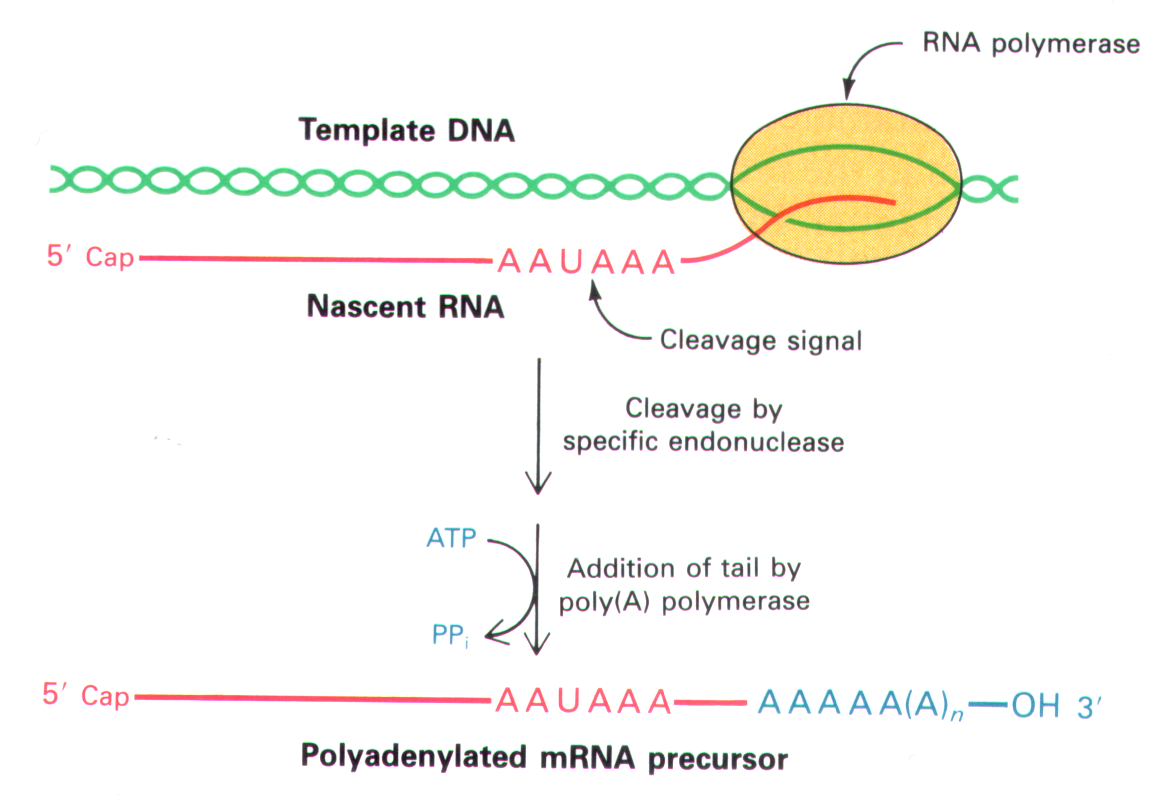 RNA polymerase
Template DNA
5′ Cap
AAUAAA
Nascent RNA
Cleavage signal
Cleavage by
specific endonuclease
ATP
Addition of tail by
poly(A) polymerase
PPi
5′ Cap
AAUAAA
AAAAA(A)n
OH 3′
Polyadenylated mRNA precursor